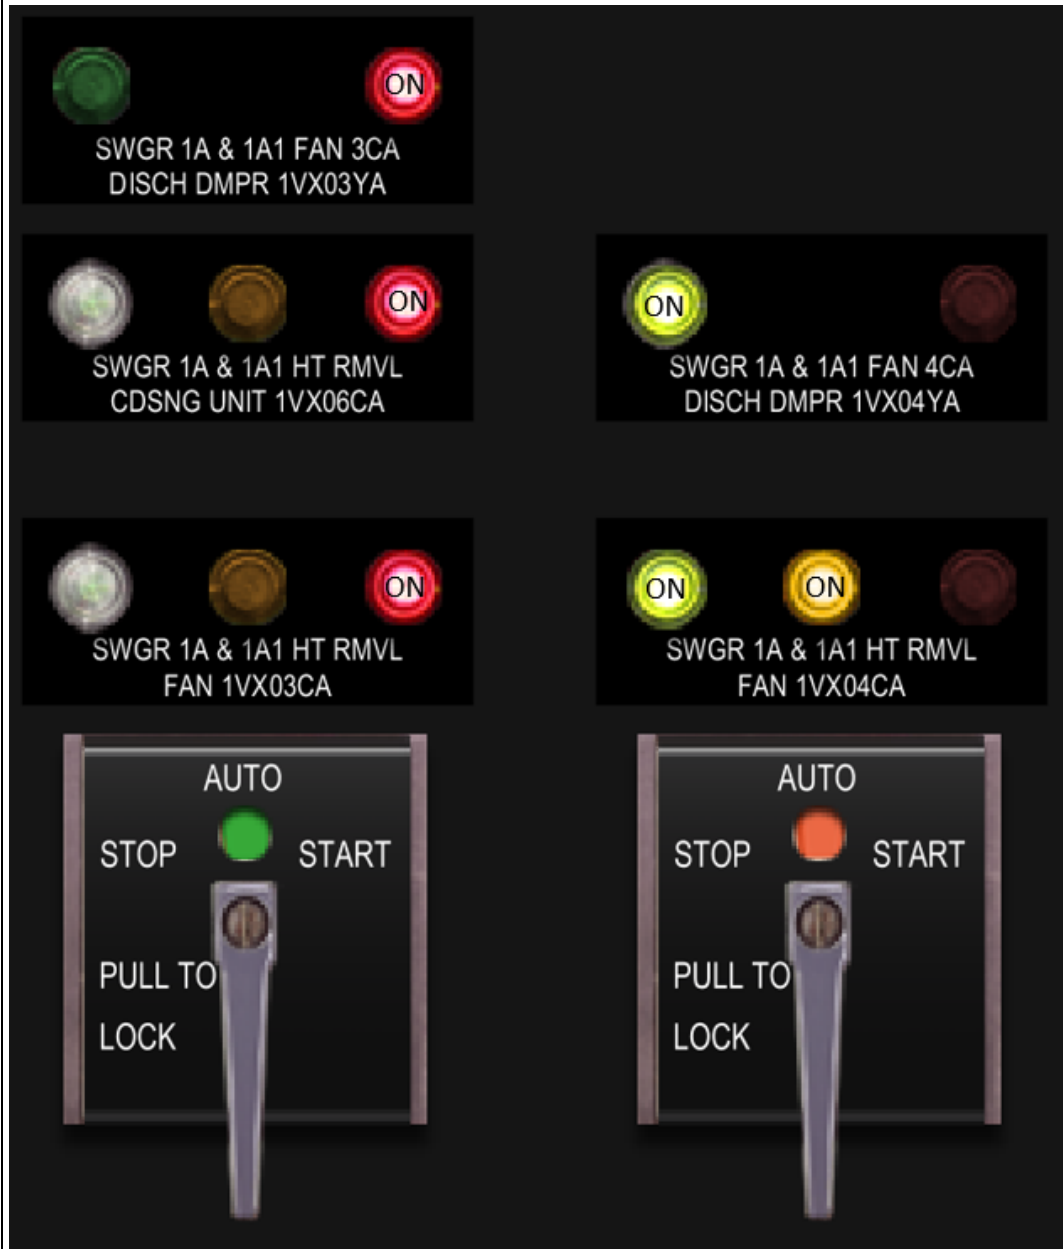 ON
SWGR 1A & 1A1 FAN 3CA
DISCH DMPR 1VX03YA
ON
SWGR 1A & 1A1 HT RMVL
CDSNG UNIT 1VX06CA
ON
SWGR 1A & 1A1 FAN 4CA
DISCH DMPR 1VX04YA
ON
SWGR 1A & 1A1 HT RMVL
FAN 1VX03CA
ON ON
SWGR 1A & 1A1 HT RMVL
FAN 1VX04CA
AUTO
STOP START
PULL TO
LOCK
AUTO
STOP START
PULL TO
LOCK